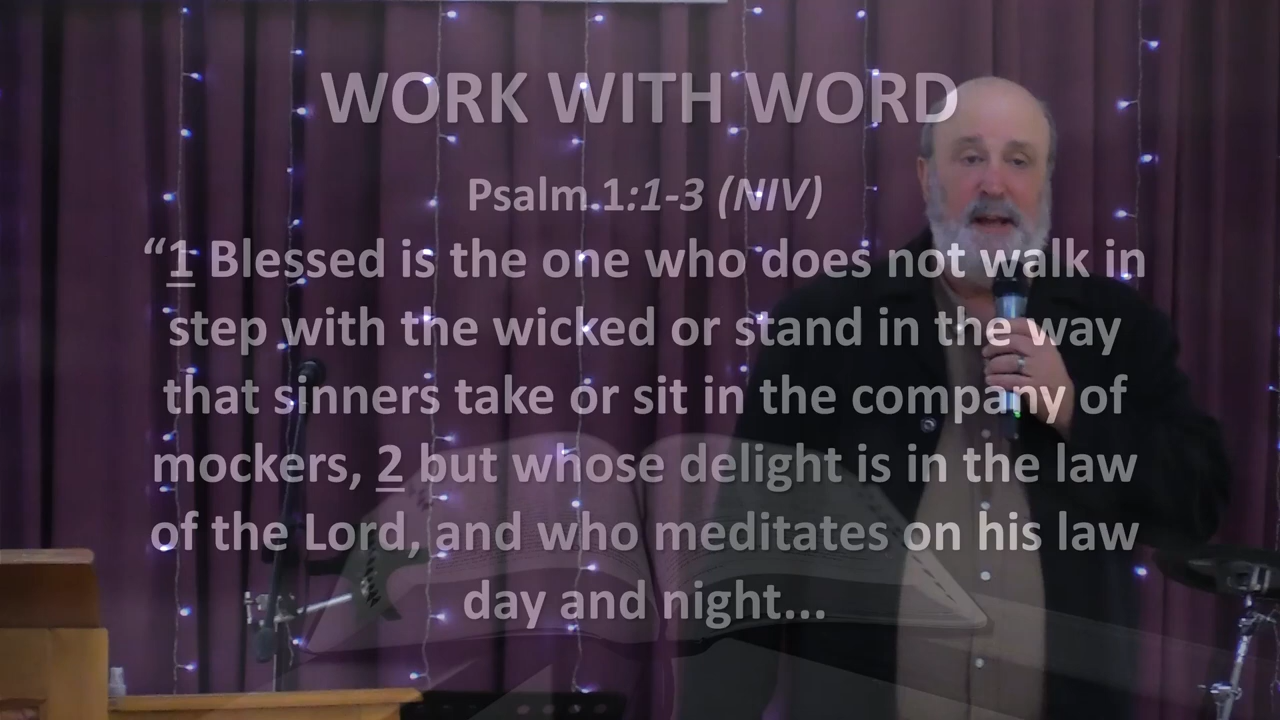 WORK WITH WORD
Psalm 1:1-3 (NIV)
“1 Blessed is the one who does not walk in
step with the wicked or stand in the way
that sinners take or sit in the company of
mockers, 2 but whose delight is in the law
of the Lord, and who meditates on his law
day and night...